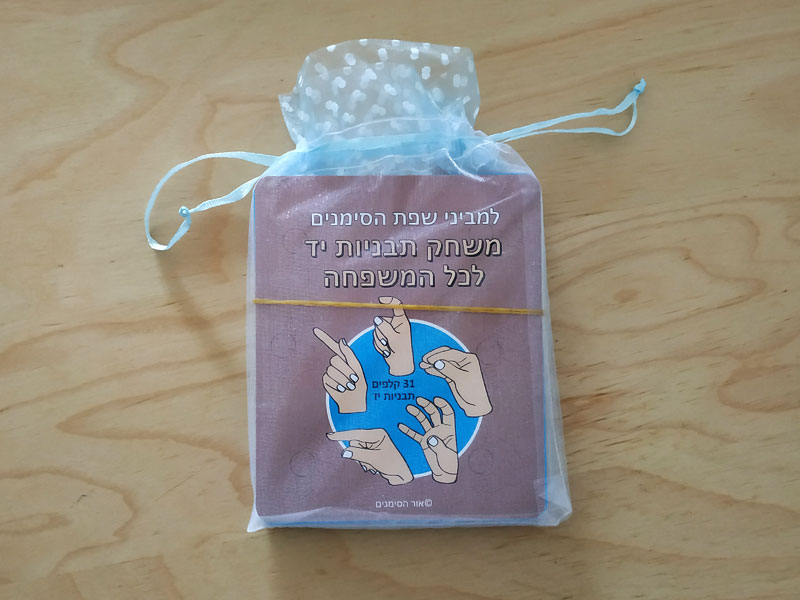 למביני שפת הסימנים
משחק תבניות יד
לכל המשפחה
31 קלפים
תבניות יד
©אור הסימנים